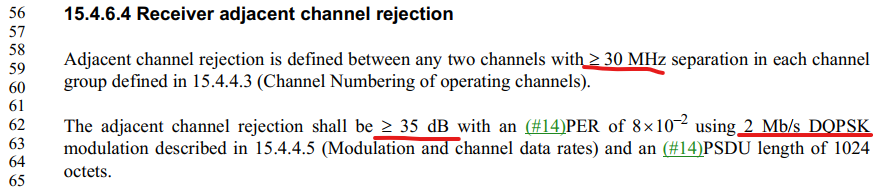 56 15.4.6.4 Receiver adjacent channel rejection
57
58
59 Adjacent channel rejection is defined between any two channels with ≥ 30 MHz separation in each channel
60 group defined in 15.4.4.3 (Channel Numbering of operating channels).
61
62 The adjacent channel rejection shall be ≥ 35 dB with an (#14)PER of 8×10⁻² using 2 Mb/s DQPSK
63
64 modulation described in 15.4.4.5 (Modulation and channel data rates) and an (#14)PSDU length of 1024
65 octets.